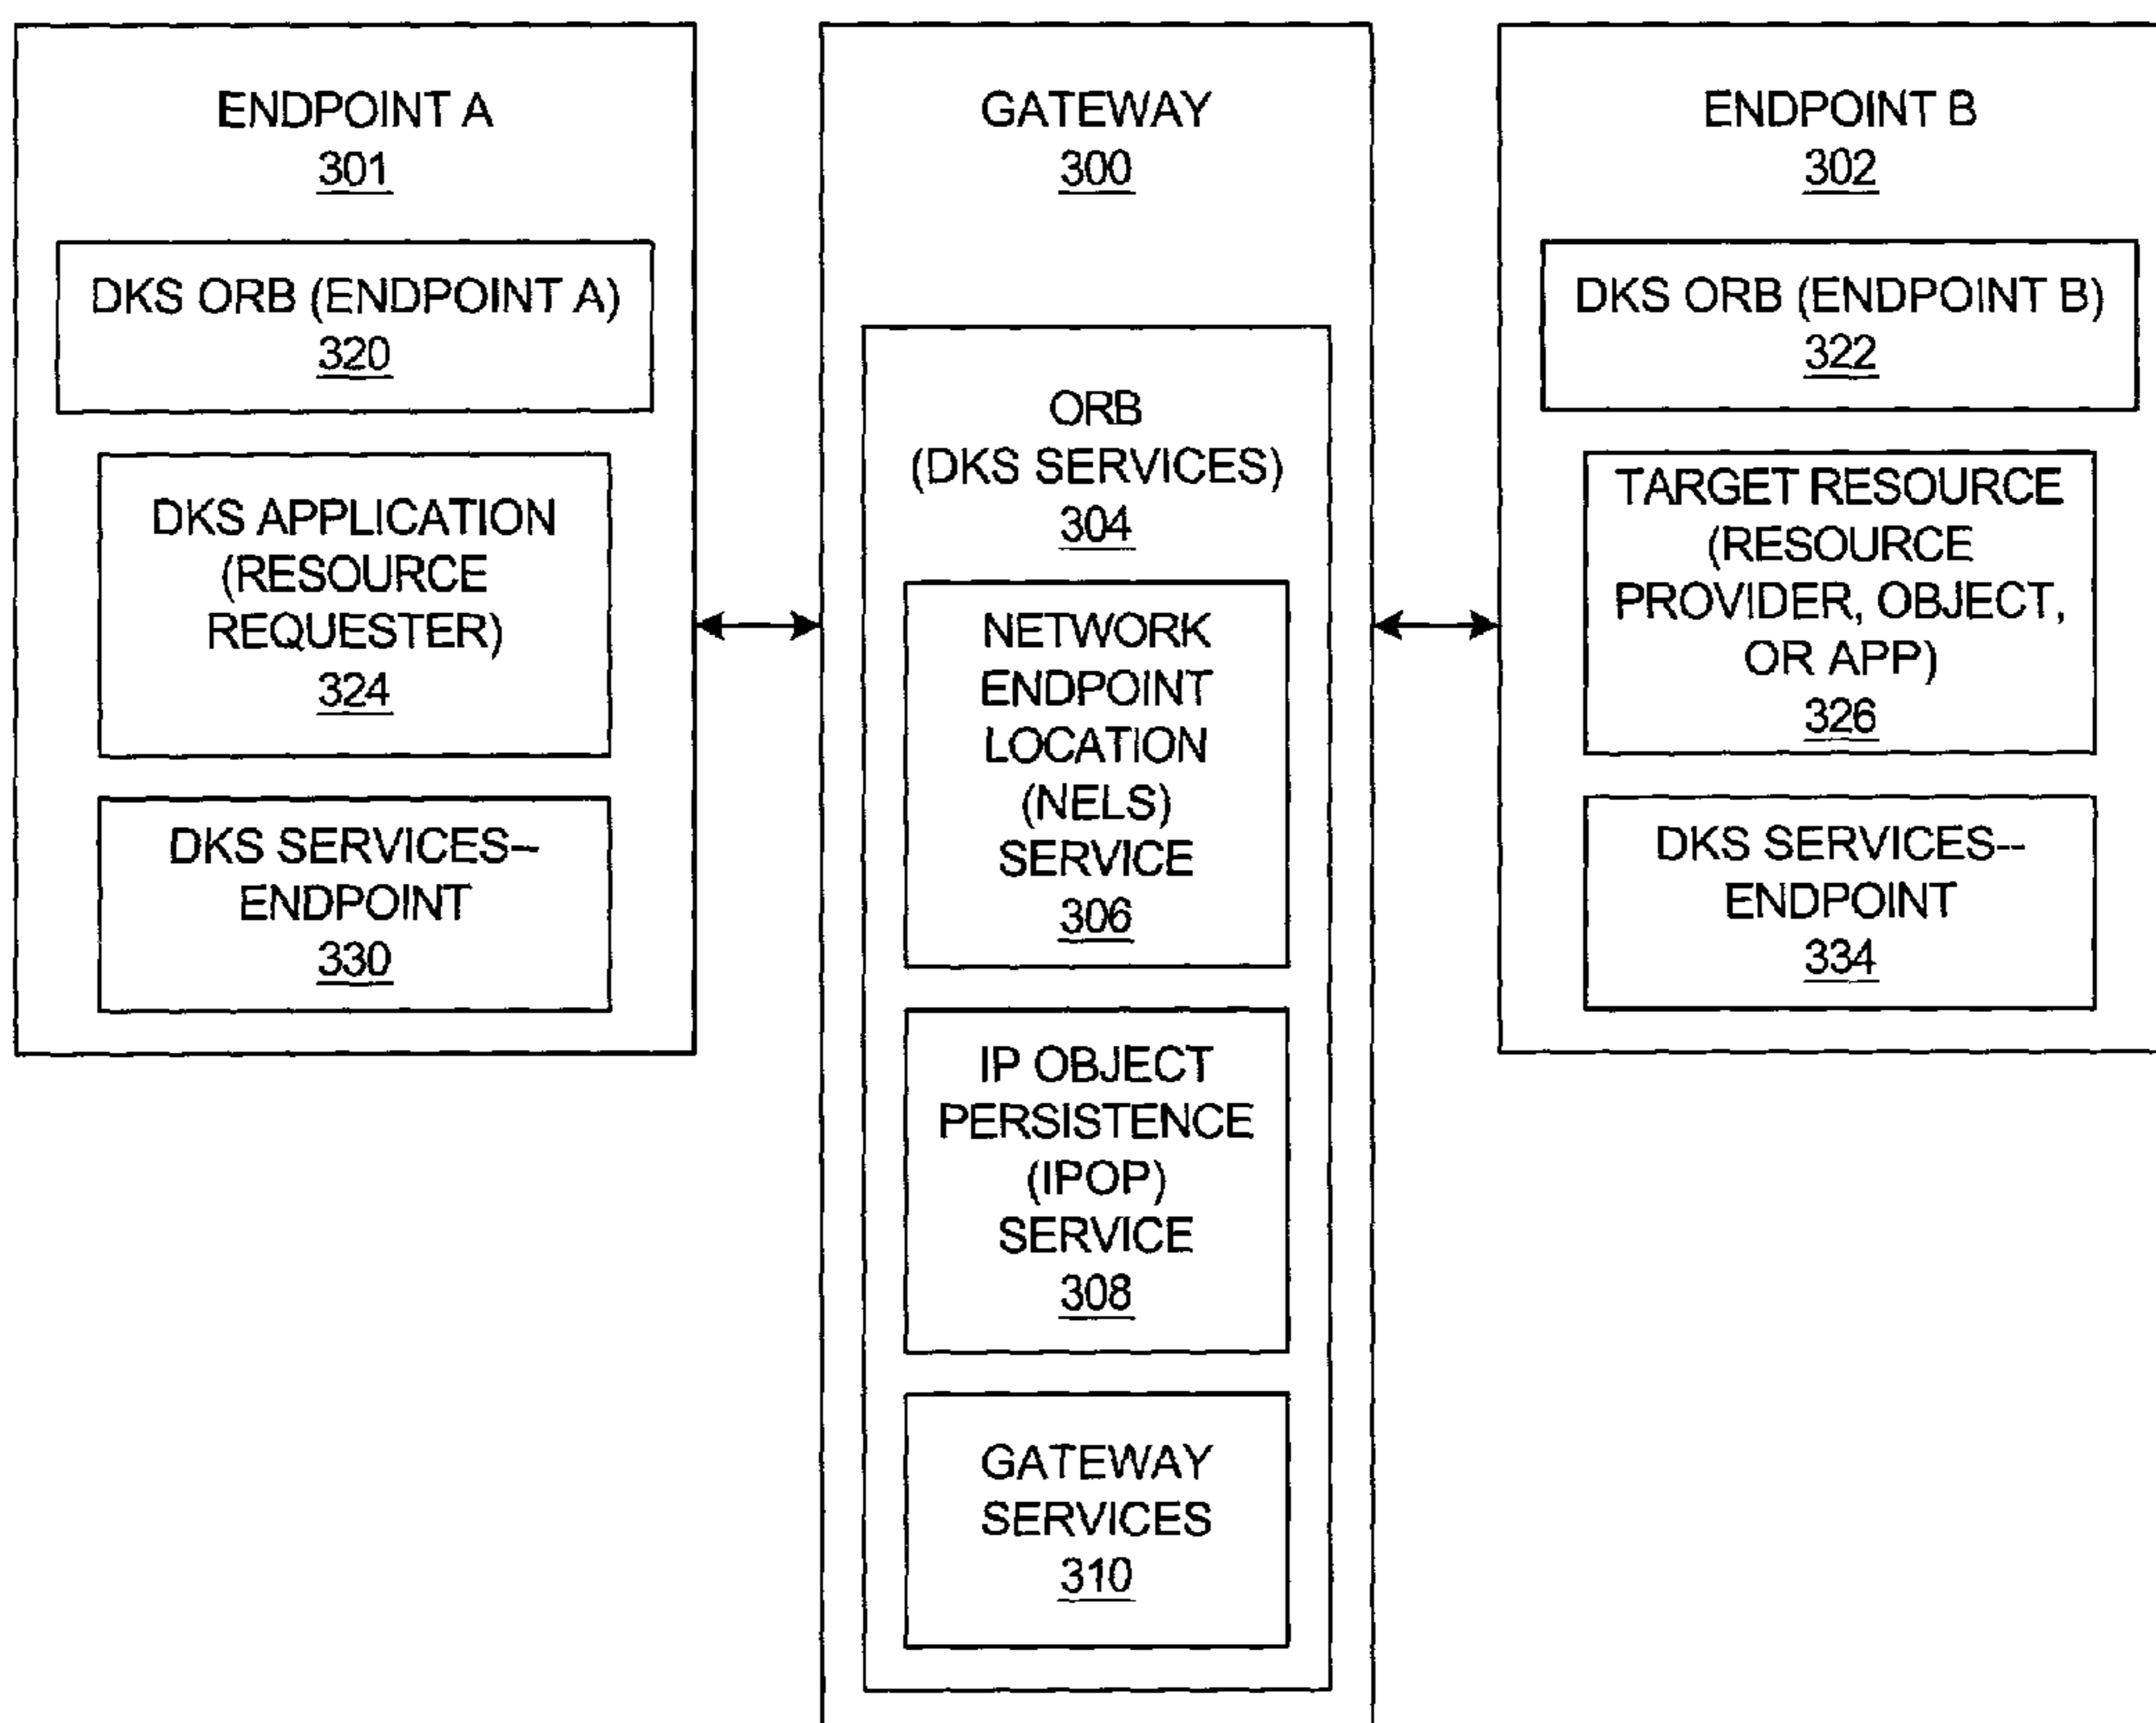 ENDPOINT A
301
DKS ORB (ENDPOINT A)
320
DKS APPLICATION
(RESOURCE
REQUESTER)
324
DKS SERVICES--
ENDPOINT
330
GATEWAY
300
ORB
(DKS SERVICES)
304
NETWORK
ENDPOINT
LOCATION
(NELS)
SERVICE
306
IP OBJECT
PERSISTENCE
(IPOP)
SERVICE
308
GATEWAY
SERVICES
310
ENDPOINT B
302
DKS ORB (ENDPOINT B)
322
TARGET RESOURCE
(RESOURCE
PROVIDER, OBJECT,
OR APP)
326
DKS SERVICES--
ENDPOINT
334